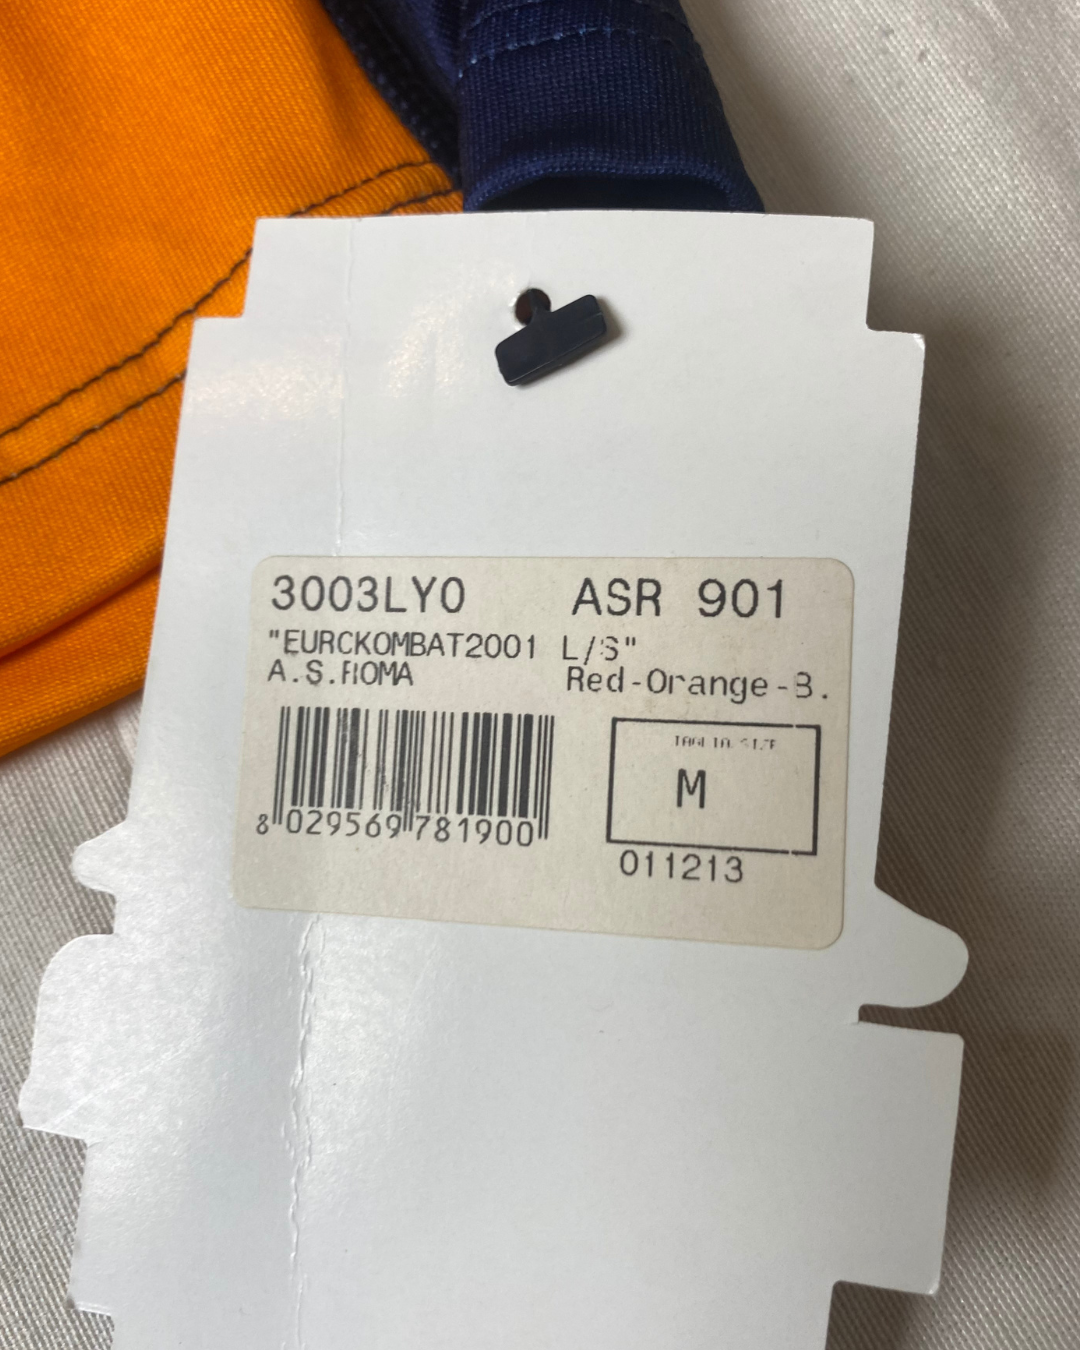 3003LY0 ASR 901
"EURCKOMBAT2001 L/S"
A.S.ROMA Red-Orange-B.
TAGLIA SIZE
M
8 029569 781900
011213